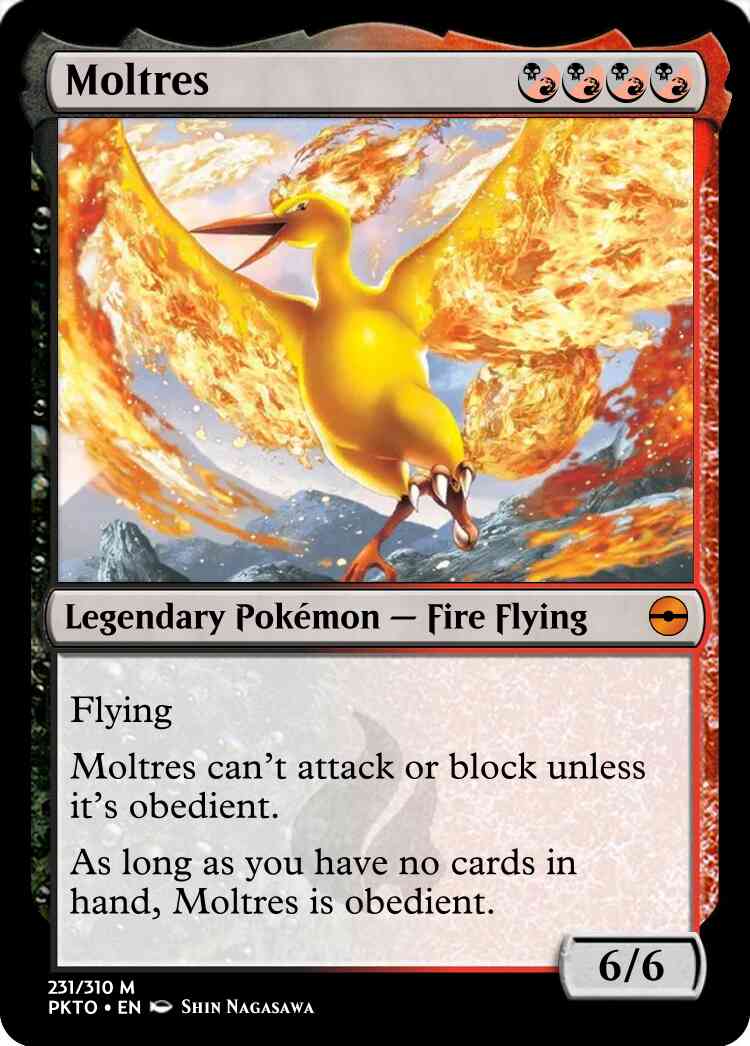 Moltres
Legendary Pokémon — Fire Flying
Flying
Moltres can't attack or block unless
it's obedient.
As long as you have no cards in
hand, Moltres is obedient.
6/6
231/310 M
PKTO • EN Shin Nagasawa